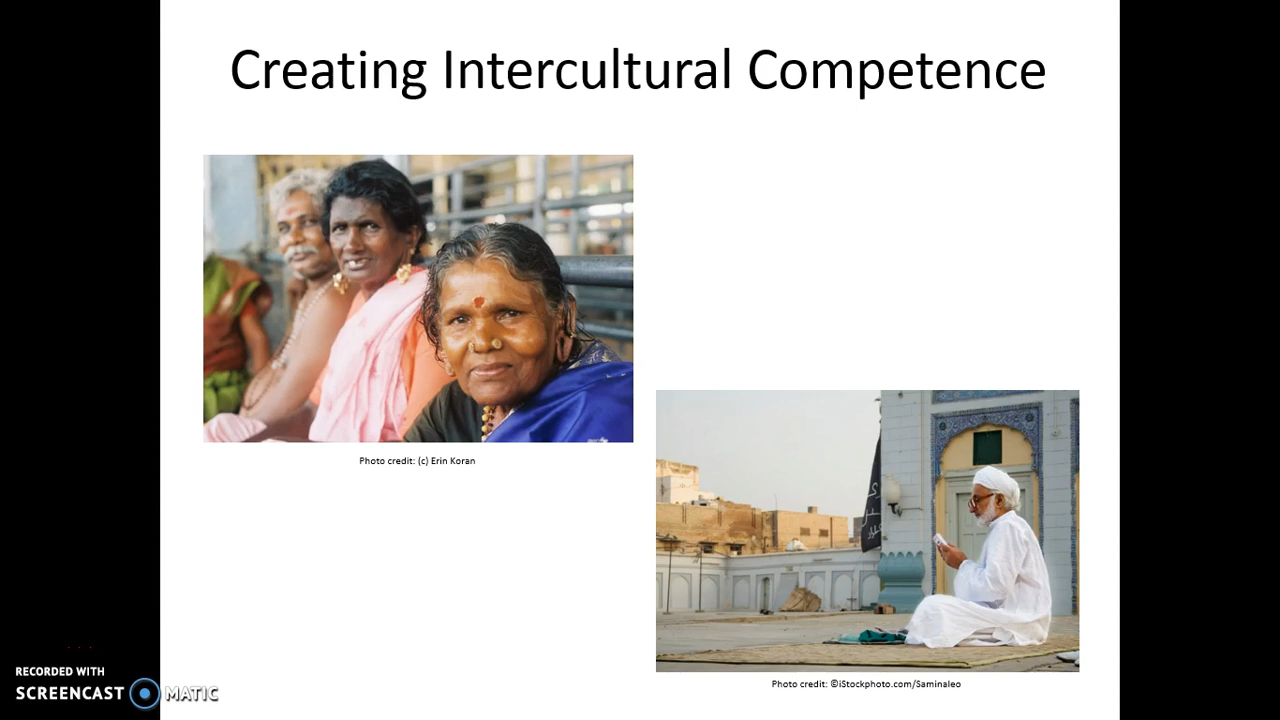 Creating Intercultural Competence
Photo credit: (c) Erin Koran
Photo credit: ©iStockphoto.com/Saminaleo
RECORDED WITH
SCREENCAST MATIC